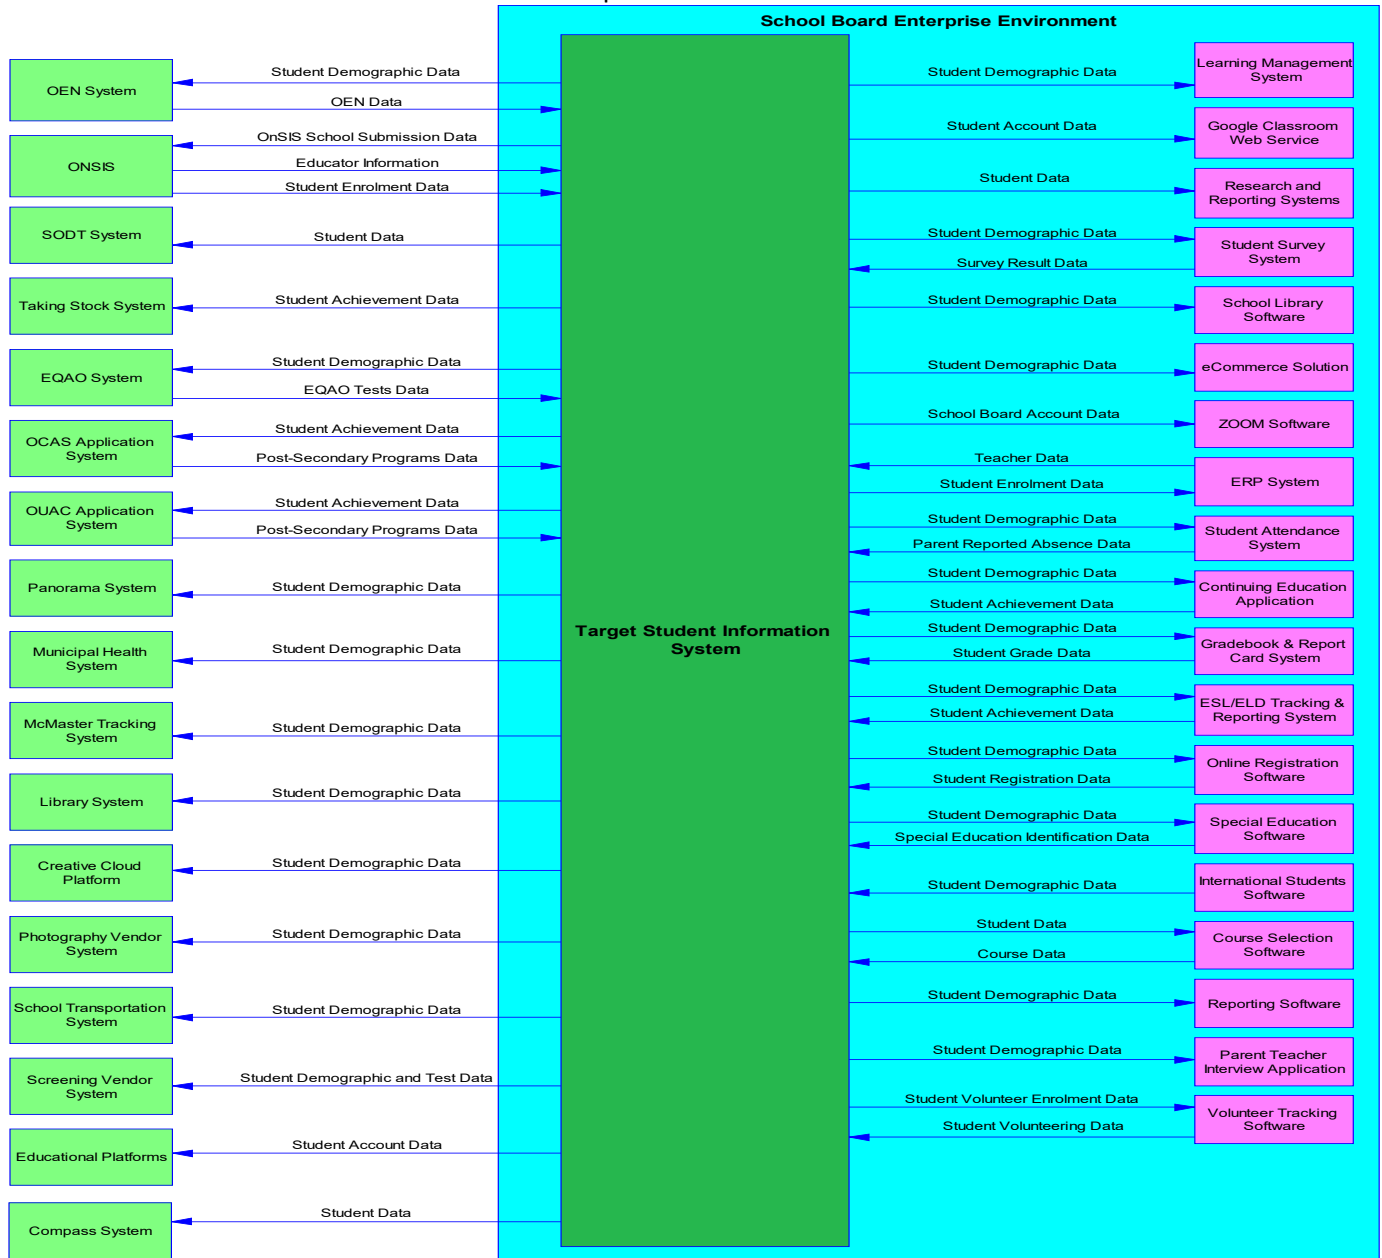 School Board Enterprise Environment
OEN System
Student Demographic Data
OEN Data
ONSIS
OnSIS School Submission Data
Educator Information
Student Enrolment Data
SODT System
Student Data
Taking Stock System
Student Achievement Data
EQAO System
Student Demographic Data
EQAO Tests Data
OCAS Application
System
Student Achievement Data
Post-Secondary Programs Data
OUAC Application
System
Student Achievement Data
Post-Secondary Programs Data
Panorama System
Student Demographic Data
Municipal Health
System
Student Demographic Data
McMaster Tracking
System
Student Demographic Data
Library System
Student Demographic Data
Creative Cloud
Platform
Student Demographic Data
Photography Vendor
System
Student Demographic Data
School Transportation
System
Student Demographic Data
Screening Vendor
System
Student Demographic and Test Data
Educational Platforms
Student Account Data
Compass System
Student Data
Target Student Information
System
Student Demographic Data
Learning Management
System
Student Account Data
Google Classroom
Web Service
Student Data
Research and
Reporting Systems
Student Demographic Data
Survey Result Data
Student Survey
System
Student Demographic Data
School Library
Software
Student Demographic Data
eCommerce Solution
School Board Account Data
ZOOM Software
Teacher Data
Student Enrolment Data
ERP System
Student Demographic Data
Parent Reported Absence Data
Student Attendance
System
Student Demographic Data
Student Achievement Data
Continuing Education
Application
Student Demographic Data
Student Grade Data
Gradebook & Report
Card System
Student Demographic Data
Student Achievement Data
ESL/ELD Tracking &
Reporting System
Student Demographic Data
Student Registration Data
Online Registration
Software
Student Demographic Data
Special Education Identification Data
Special Education
Software
Student Demographic Data
International Students
Software
Student Data
Course Data
Course Selection
Software
Student Demographic Data
Reporting Software
Student Demographic Data
Parent Teacher
Interview Application
Student Volunteer Enrolment Data
Student Volunteering Data
Volunteer Tracking
Software